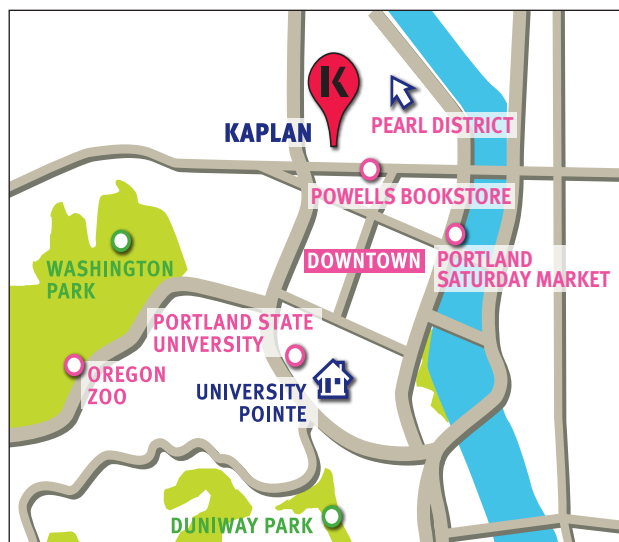 K
KAPLAN
PEARL DISTRICT
POWELLS BOOKSTORE
WASHINGTON
PARK
DOWNTOWN
PORTLAND
SATURDAY MARKET
PORTLAND STATE
UNIVERSITY
OREGON
ZOO
UNIVERSITY
POINTE
DUNIWAY PARK